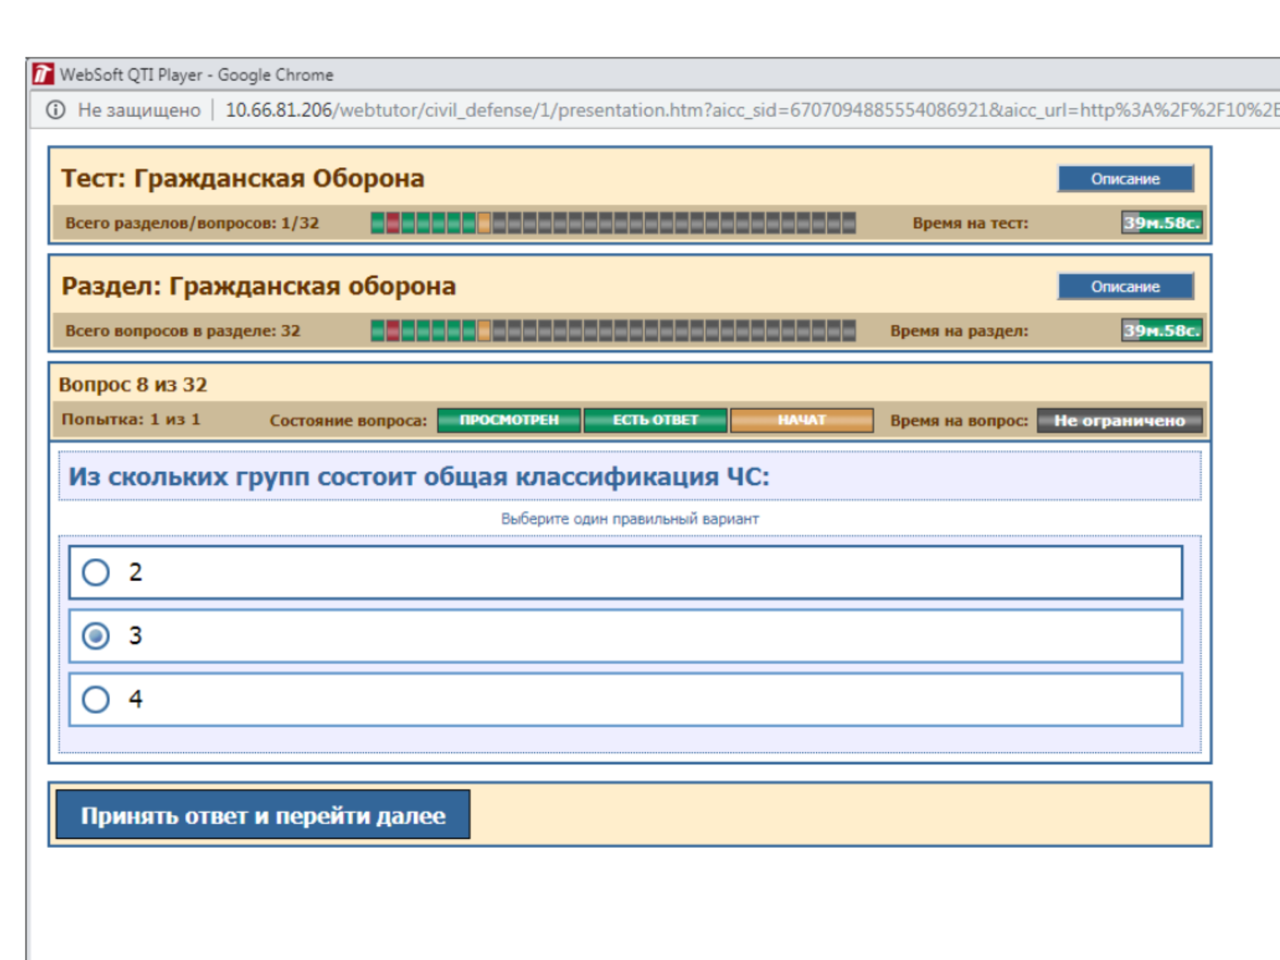 WebSoft QTI Player - Google Chrome
Не защищено | 10.66.81.206/webtutor/civil_defense/1/presentation.htm?aicc_sid=6707094885554086921&aicc_url=http%3A%2F%2F10%2E
Тест: Гражданская Оборона
Описание
Всего разделов/вопросов: 1/32
Время на тест:
39м.58с.
Раздел: Гражданская оборона
Описание
Всего вопросов в разделе: 32
Время на раздел:
39м.58с.
Вопрос 8 из 32
Попытка: 1 из 1
Состояние вопроса:
ПРОСМОТРЕН
ЕСТЬ ОТВЕТ
НАЧАТ
Время на вопрос:
Не ограничено
Из скольких групп состоит общая классификация ЧС:
Выберите один правильный вариант
2
3
4
Принять ответ и перейти далее